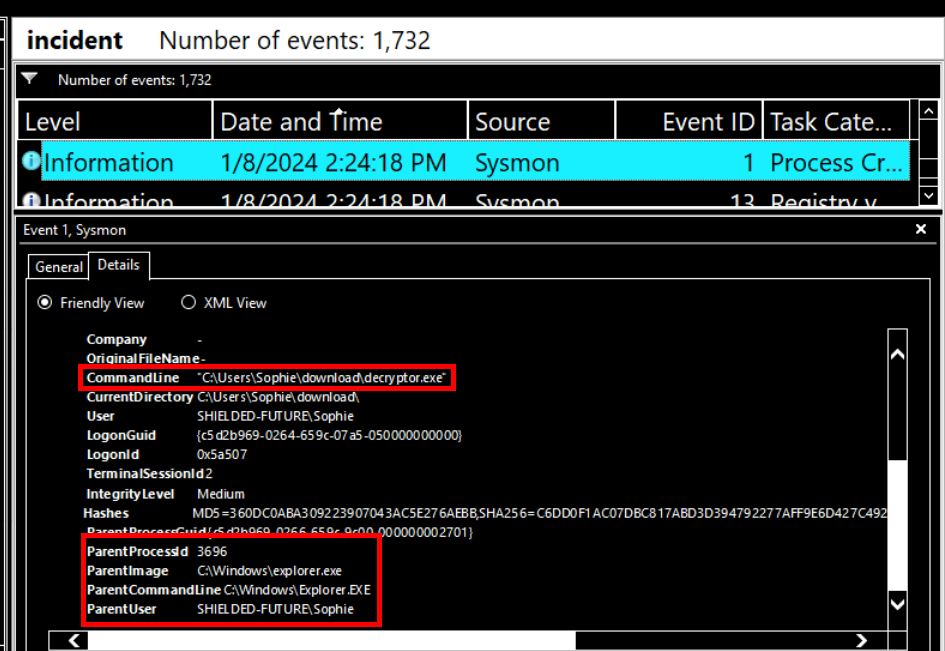 incident Number of events: 1,732
Number of events: 1,732
Level Date and Time Source Event ID Task Cate...
Information 1/8/2024 2:24:18 PM Sysmon 1 Process Cr...
Information 1/8/2024 2:24:18 PM Sysmon 13 Registry v
Event 1, Sysmon
General Details
Friendly View XML View
Company -
OriginalFileName -
CommandLine "C:\Users\Sophie\download\decryptor.exe"
CurrentDirectory C:\Users\Sophie\download\
User SHIELDED-FUTURE\Sophie
LogonGuid {c5d2b969-0264-659c-07a5-050000000000}
LogonId 0x5a507
TerminalSessionId 2
IntegrityLevel Medium
Hashes MD5=360DC0ABA309223907043AC5E276AEBB,SHA256=C6DD0F1AC07DBC817ABD3D394792277AFF9E6D427C492
ParentProcessGuid {c5d2b969-0266-659c-9c00-000000002701}
ParentProcessId 3696
ParentImage C:\Windows\explorer.exe
ParentCommandLine C:\Windows\Explorer.EXE
ParentUser SHIELDED-FUTURE\Sophie